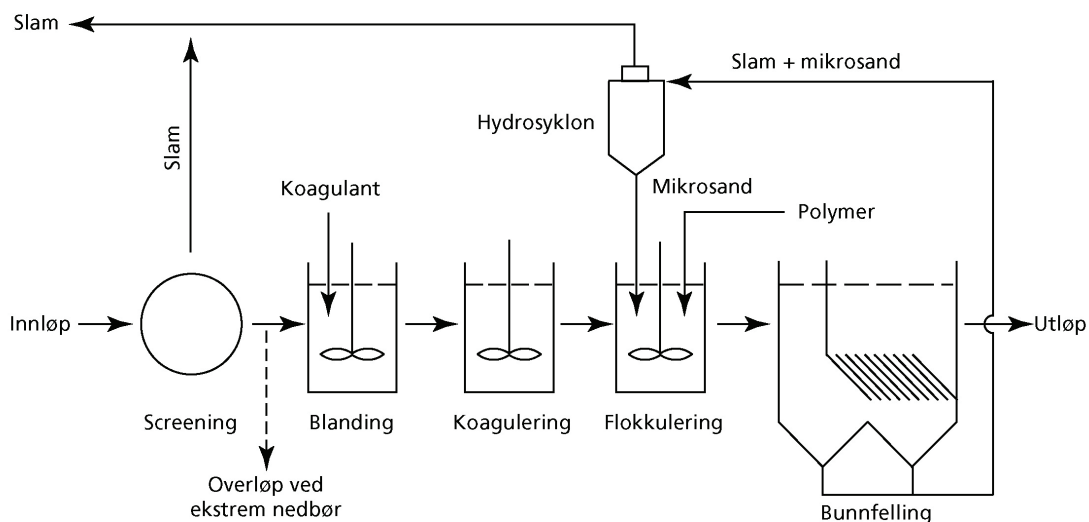 Slam
Slam + mikrosand
Hydrosyklon
Slam
Koagulant
Mikrosand
Polymer
Innløp
Utløp
Screening
Blanding
Koagulering
Flokkulering
Overløp ved
ekstrem nedbør
Bunnfelling